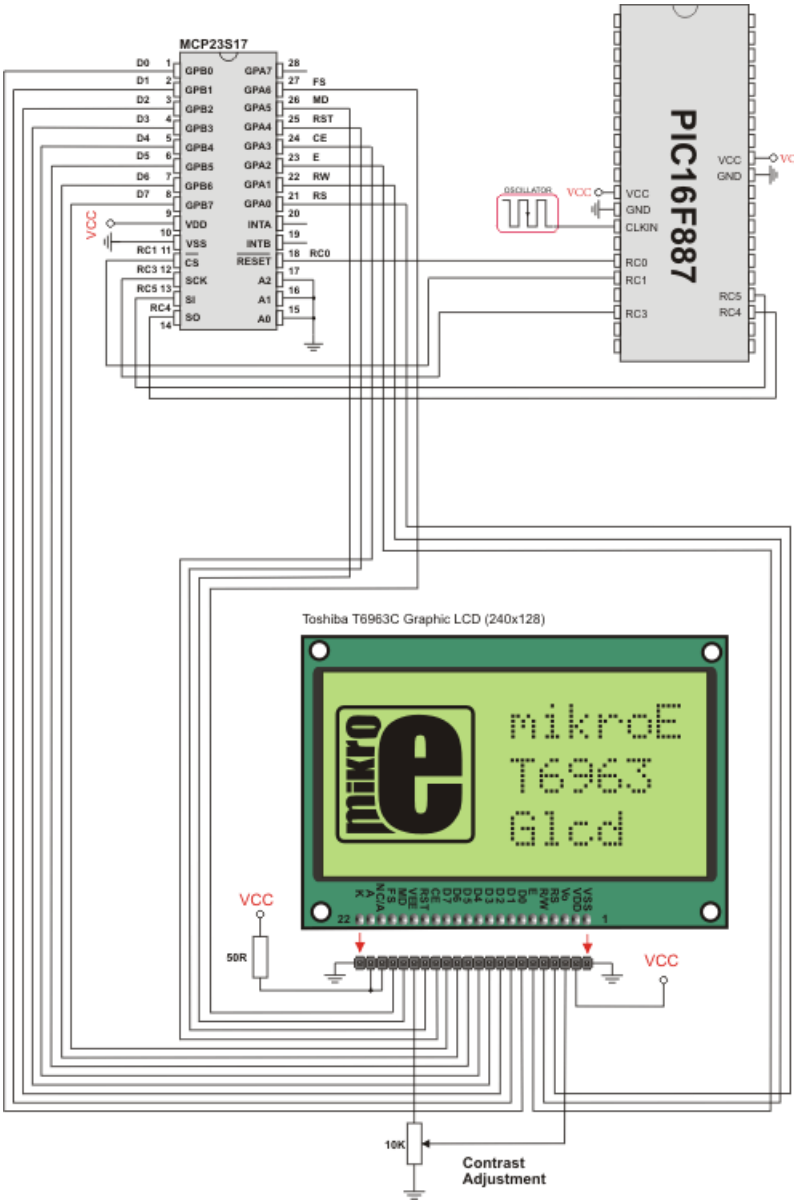 MCP23S17
D0 1 GPB0 GPA7 28
D1 2 GPB1 GPA6 27 FS
D2 3 GPB2 GPA5 26 MD
D3 4 GPB3 GPA4 25 RST
D4 5 GPB4 GPA3 24 CE
D5 6 GPB5 GPA2 23 E
D6 7 GPB6 GPA1 22 RW
D7 8 GPB7 GPA0 21 RS
VCC 9 VDD INTA 20
10 VSS INTB 19
RC1 11 CS RESET 18 RC0
RC3 12 SCK A2 17
RC5 13 SI A1 16
RC4 14 SO A0 15
PIC16F887
OSCILLATOR
VCC
VCC
GND
CLKIN
RC0
RC1
RC3
VCC
GND
RC5
RC4
Toshiba T6963C Graphic LCD (240x128)
mikro
e
mikroE
T6963
Glcd
K A NC/A FS MD VEE RST CE D7 D6 D5 D4 D3 D2 D1 D0 E R/W RS Vo VDD VSS
22 1
VCC
50R
VCC
10K
Contrast
Adjustment